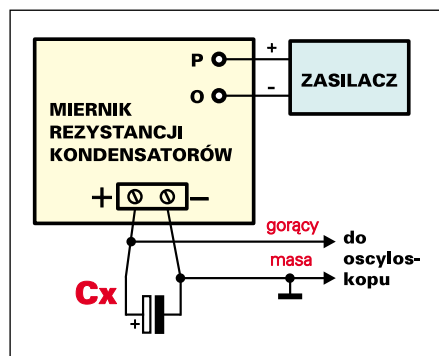 P
+
O
-
ZASILACZ
MIERNIK
REZYSTANCJI
KONDENSATORÓW
+ −
gorący
masa
do
oscylos-
kopu
Cx
+